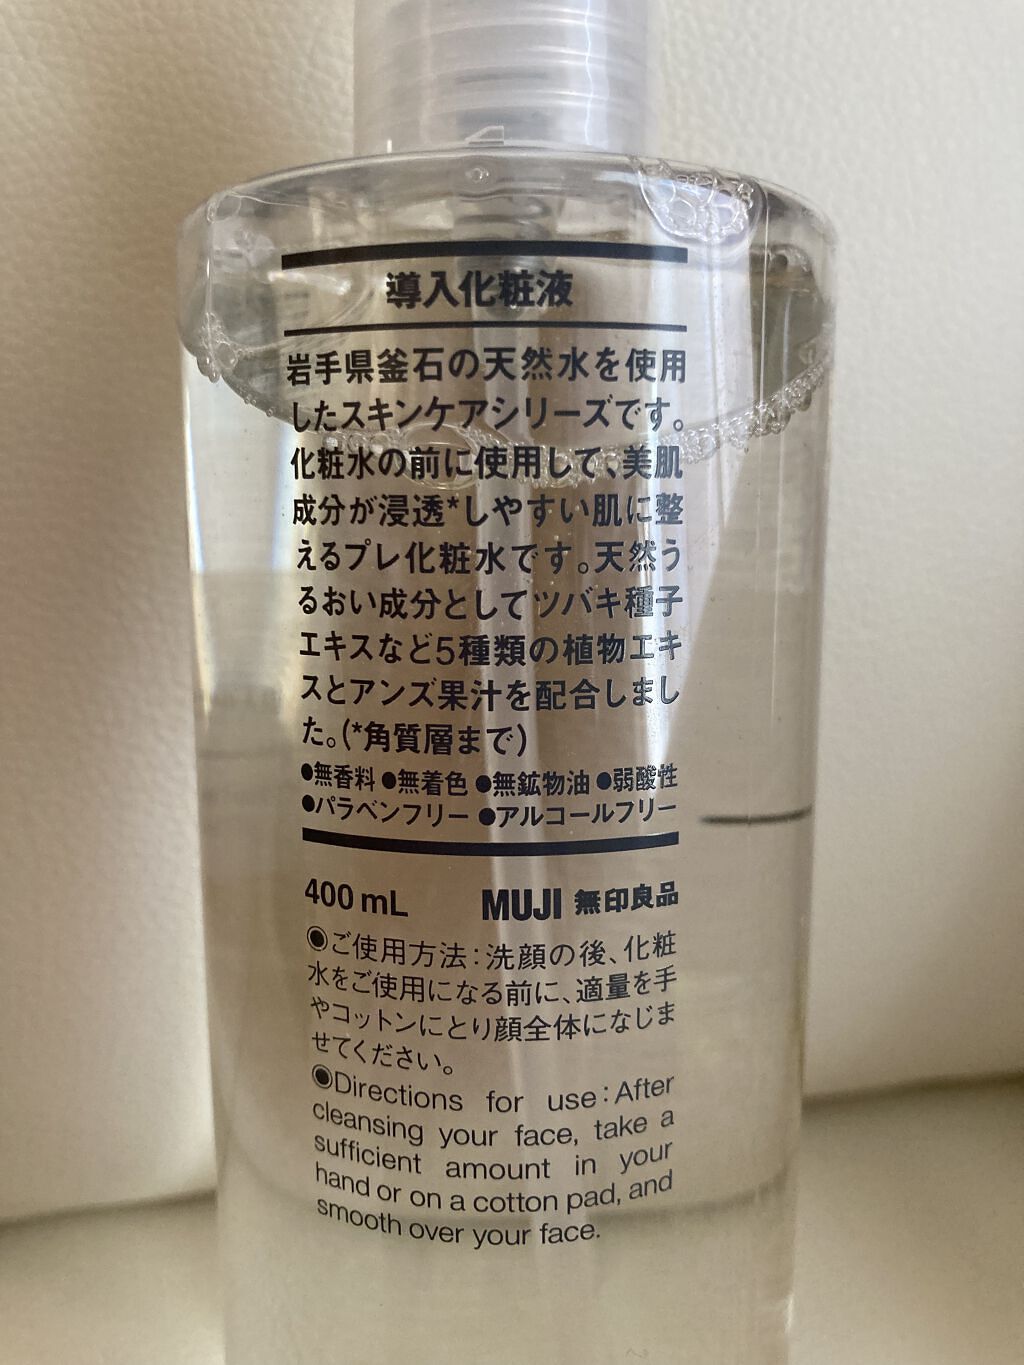 導入化粧液
岩手県釜石の天然水を使用
したスキンケアシリーズです。
化粧水の前に使用して、美肌
成分が浸透*しやすい肌に整
えるプレ化粧水です。天然う
るおい成分としてツバキ種子
エキスなど5種類の植物エキ
スとアンズ果汁を配合しまし
た。(*角質層まで)
●無香料 ●無着色 ●無鉱物油 ●弱酸性
●パラベンフリー ●アルコールフリー
400 mL MUJI 無印良品
◉ご使用方法：洗顔の後、化粧
水をご使用になる前に、適量を手
やコットンにとり顔全体になじま
せてください。
◉Directions for use：After
cleansing your face, take a
sufficient amount in your
hand or on a cotton pad, and
smooth over your face.